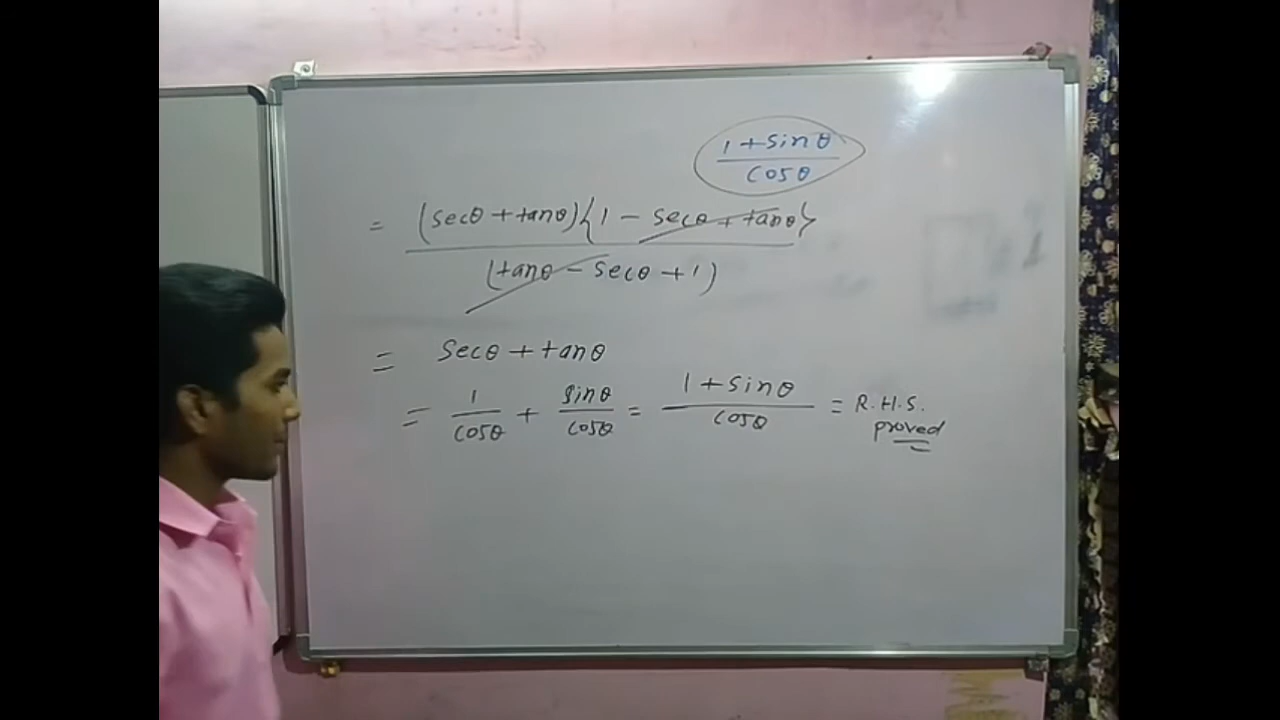 1 + sinθ
cosθ
= (secθ + tanθ){1 - secθ + tanθ}
(tanθ - secθ + 1)
= secθ + tanθ
= 1/cosθ + sinθ/cosθ = 1 + sinθ/cosθ = R.H.S.
proved